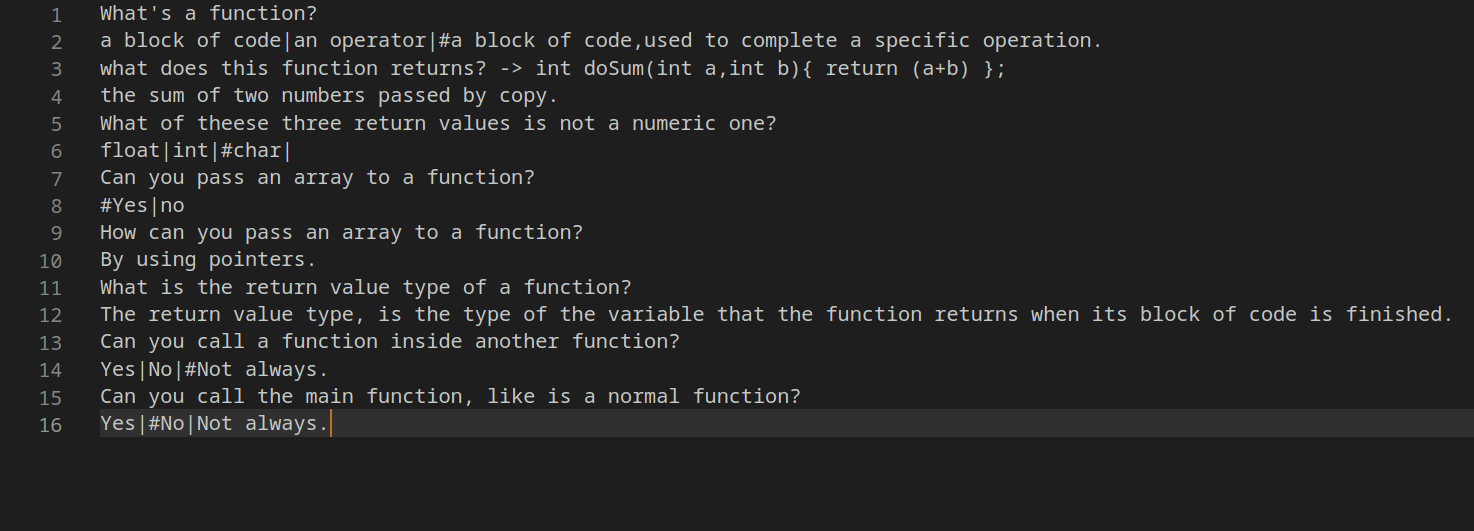 1 What's a function?
2 a block of code|an operator|#a block of code,used to complete a specific operation.
3 what does this function returns? -> int doSum(int a,int b){ return (a+b) };
4 the sum of two numbers passed by copy.
5 What of theese three return values is not a numeric one?
6 float|int|#char|
7 Can you pass an array to a function?
8 #Yes|no
9 How can you pass an array to a function?
10 By using pointers.
11 What is the return value type of a function?
12 The return value type, is the type of the variable that the function returns when its block of code is finished.
13 Can you call a function inside another function?
14 Yes|No|#Not always.
15 Can you call the main function, like is a normal function?
16 Yes|#No|Not always.